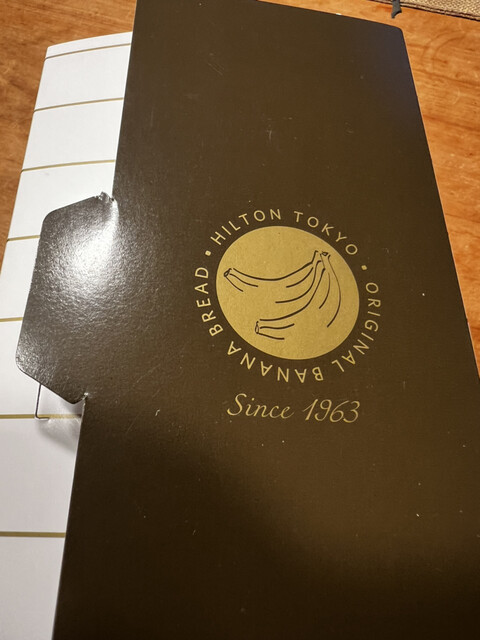 • HILTON TOKYO • ORIGINAL BANANA BREAD
Since 1963